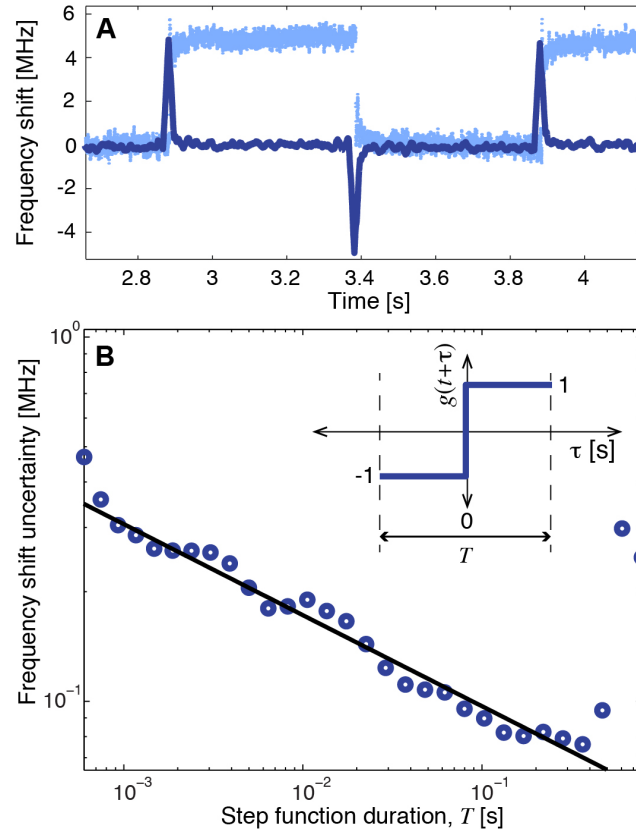 A
Frequency shift [MHz]
6
4
2
0
-2
-4
2.8
3
3.2
3.4
3.6
3.8
4
Time [s]
B
Frequency shift uncertainty [MHz]
10^0
10^-1
g(t+τ)
1
τ [s]
-1
0
T
10^-3
10^-2
10^-1
Step function duration, T [s]